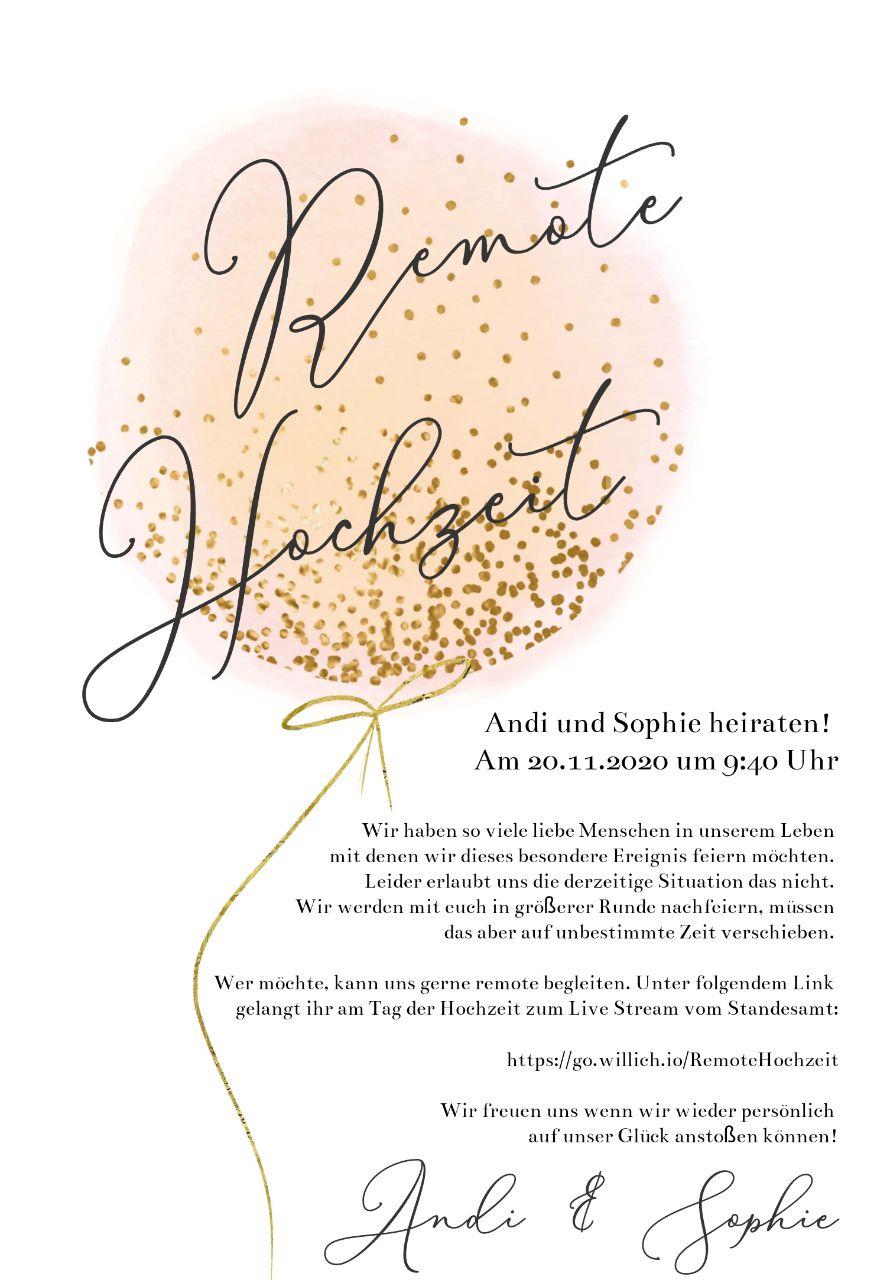 Remote
Hochzeit
Andi und Sophie heiraten!
Am 20.11.2020 um 9:40 Uhr
Wir haben so viele liebe Menschen in unserem Leben
mit denen wir dieses besondere Ereignis feiern möchten.
Leider erlaubt uns die derzeitige Situation das nicht.
Wir werden mit euch in größerer Runde nachfeiern, müssen
das aber auf unbestimmte Zeit verschieben.
Wer möchte, kann uns gerne remote begleiten. Unter folgendem Link
gelangt ihr am Tag der Hochzeit zum Live Stream vom Standesamt:
https://go.willich.io/RemoteHochzeit
Wir freuen uns wenn wir wieder persönlich
auf unser Glück anstoßen können!
Andi & Sophie